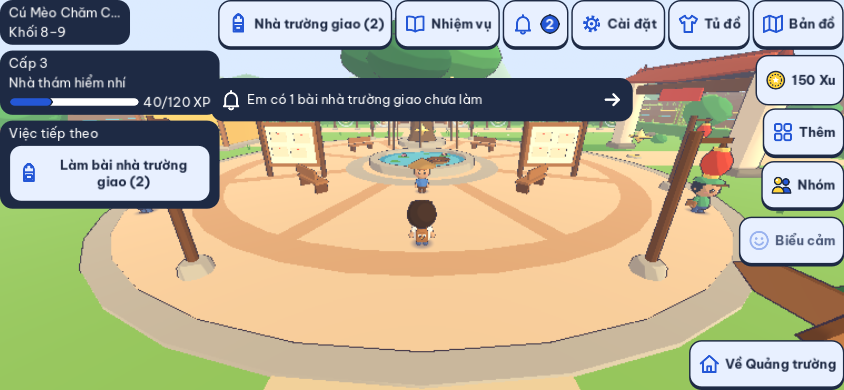 Cú Mèo Chăm C...
Khối 8-9
Nhà trường giao (2)
Nhiệm vụ
2
Cài đặt
Tủ đồ
Bản đồ
Cấp 3
Nhà thám hiểm nhí
40/120 XP
Em có 1 bài nhà trường giao chưa làm
150 Xu
Việc tiếp theo
Làm bài nhà trường
giao (2)
Thêm
Nhóm
Biểu cảm
Về Quảng trường